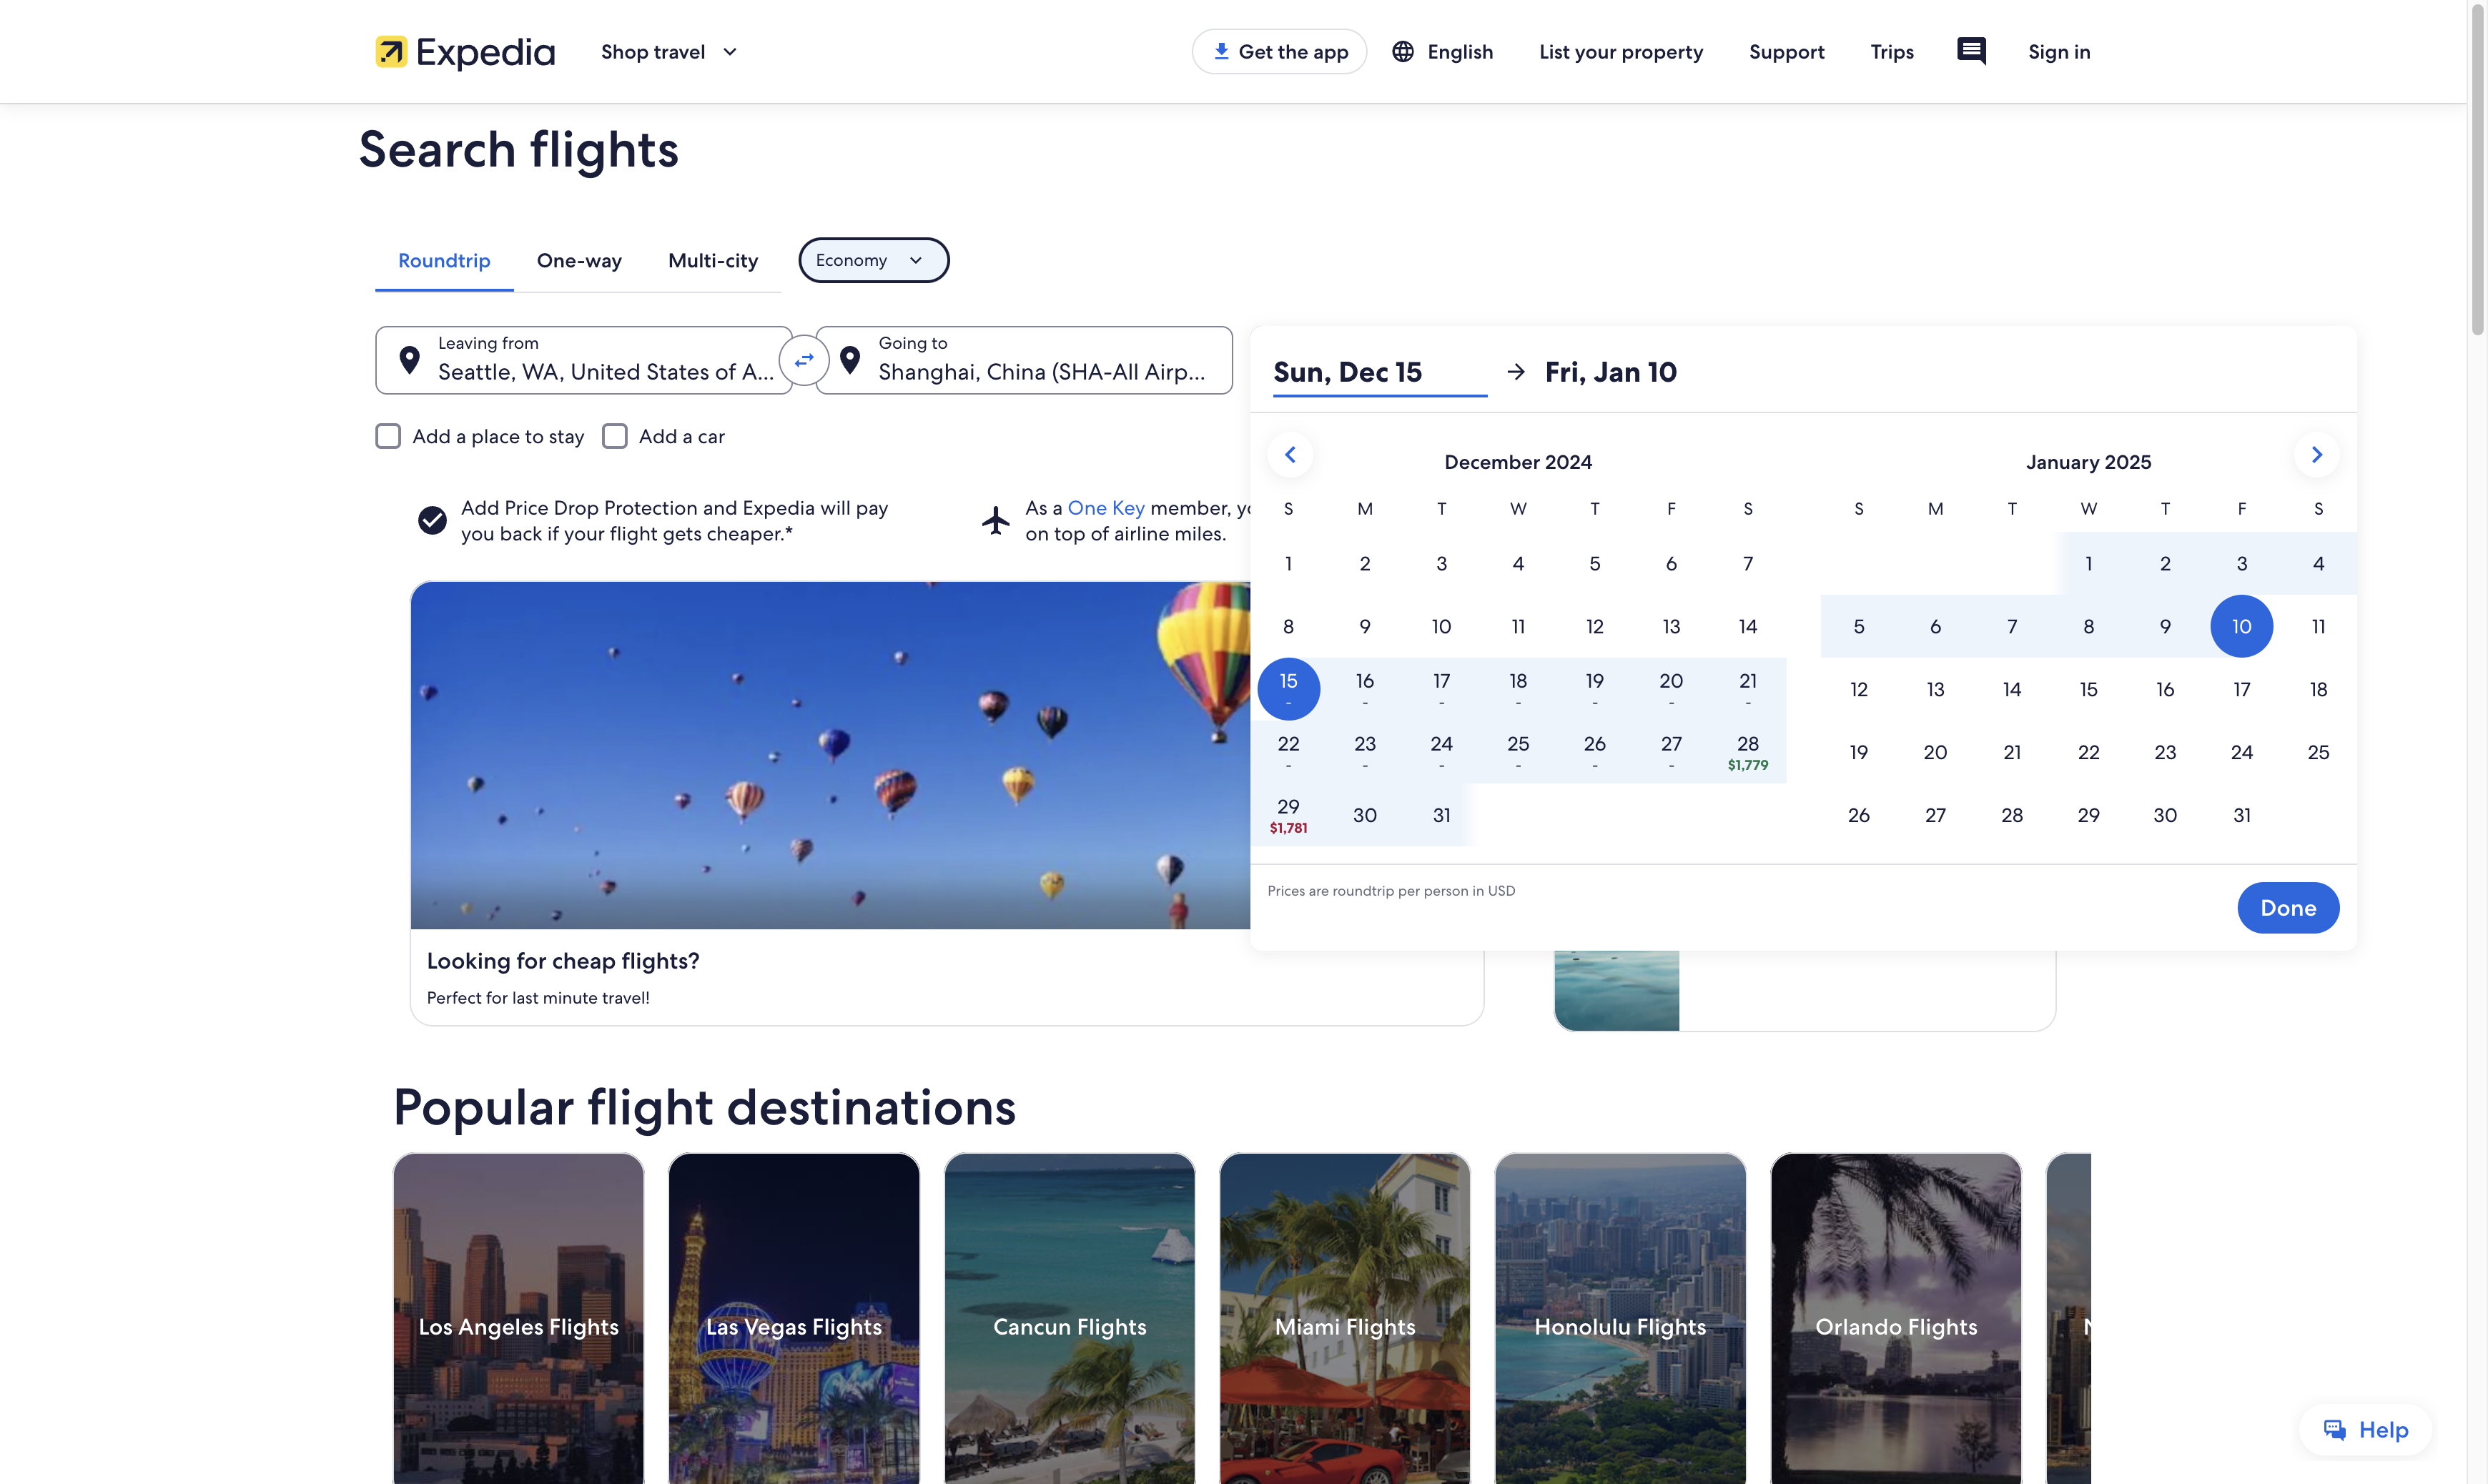 Expedia
Shop travel
Get the app
English
List your property
Support
Trips
Sign in
Search flights
Roundtrip
One-way
Multi-city
Economy
Leaving from
Seattle, WA, United States of A...
Going to
Shanghai, China (SHA-All Airp...
Add a place to stay
Add a car
Add Price Drop Protection and Expedia will pay
you back if your flight gets cheaper.*
As a One Key member, yo
on top of airline miles.
Sun, Dec 15
Fri, Jan 10
December 2024
S M T W T F S
1 2 3 4 5 6 7
8 9 10 11 12 13 14
15 16 17 18 19 20 21
- - - - - - -
22 23 24 25 26 27 28
- - - - - - $1,779
29 30 31
$1,781
January 2025
S M T W T F S
1 2 3 4
5 6 7 8 9 10 11
12 13 14 15 16 17 18
19 20 21 22 23 24 25
26 27 28 29 30 31
Prices are roundtrip per person in USD
Done
Looking for cheap flights?
Perfect for last minute travel!
Popular flight destinations
Los Angeles Flights
Las Vegas Flights
Cancun Flights
Miami Flights
Honolulu Flights
Orlando Flights
Help